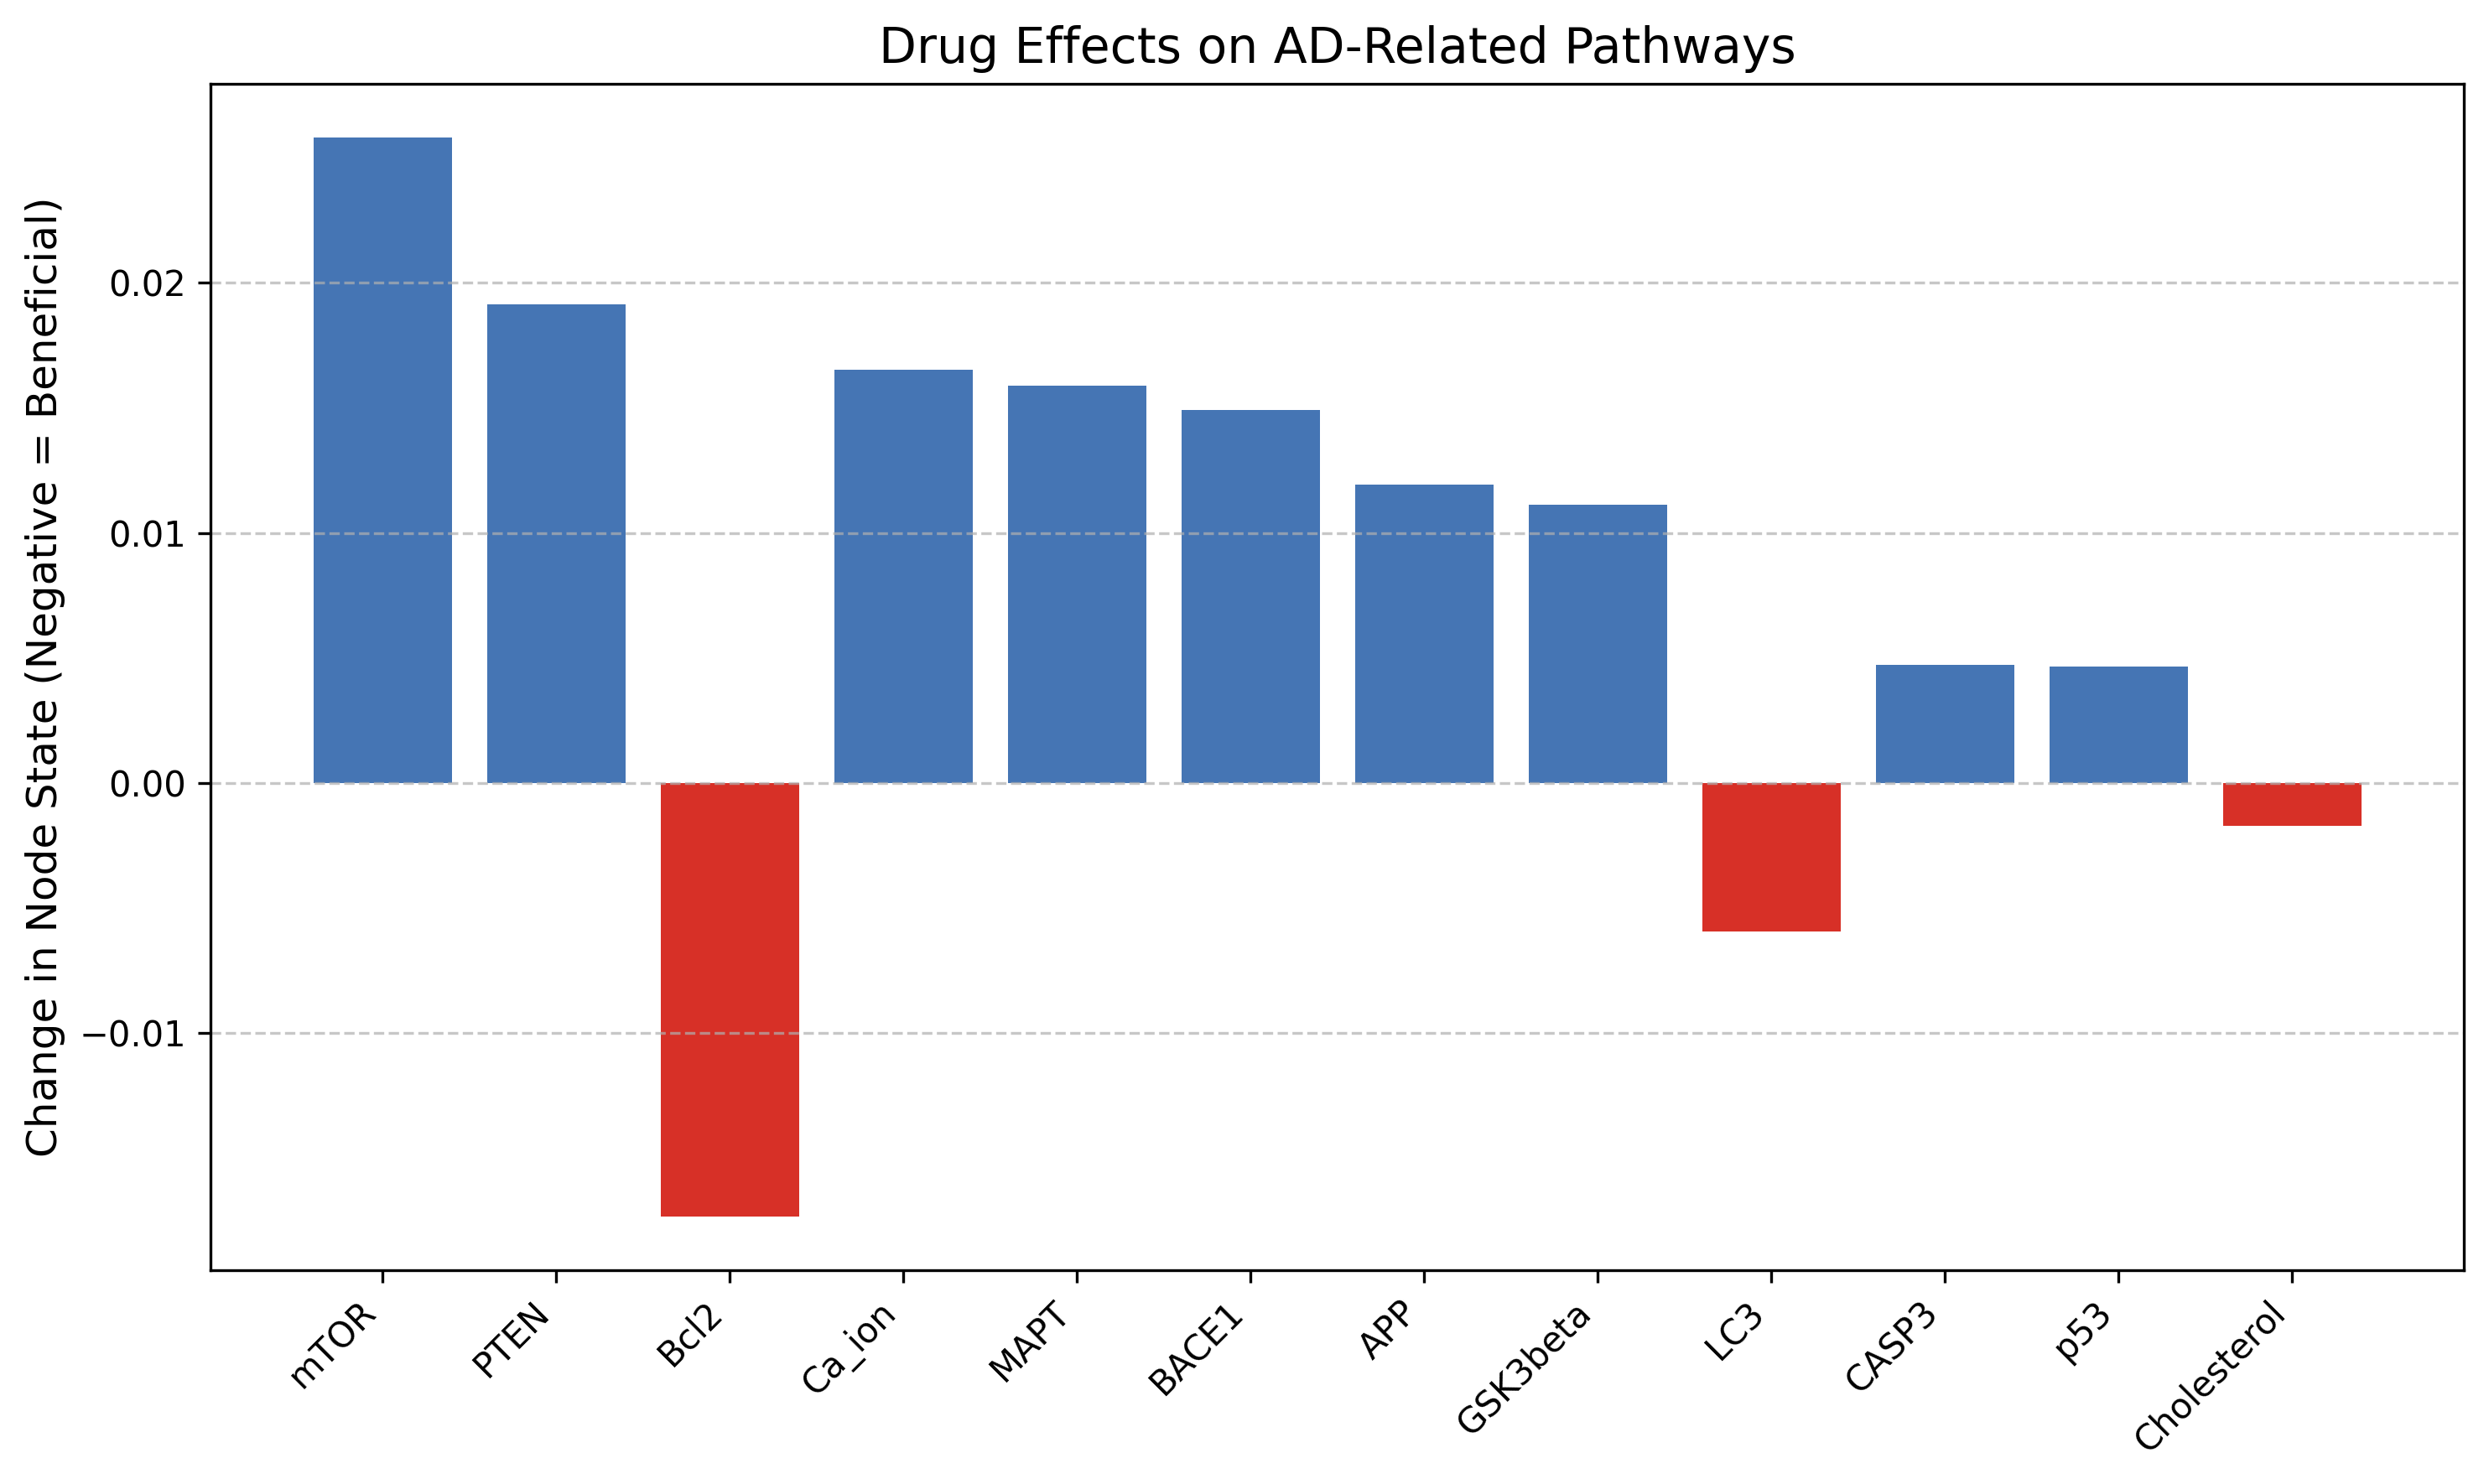 Drug Effects on AD-Related Pathways
Change in Node State (Negative = Beneficial)
0.02
0.01
0.00
−0.01
mTOR
PTEN
Bcl2
Ca_ion
MAPT
BACE1
APP
GSK3beta
LC3
CASP3
p53
Cholesterol